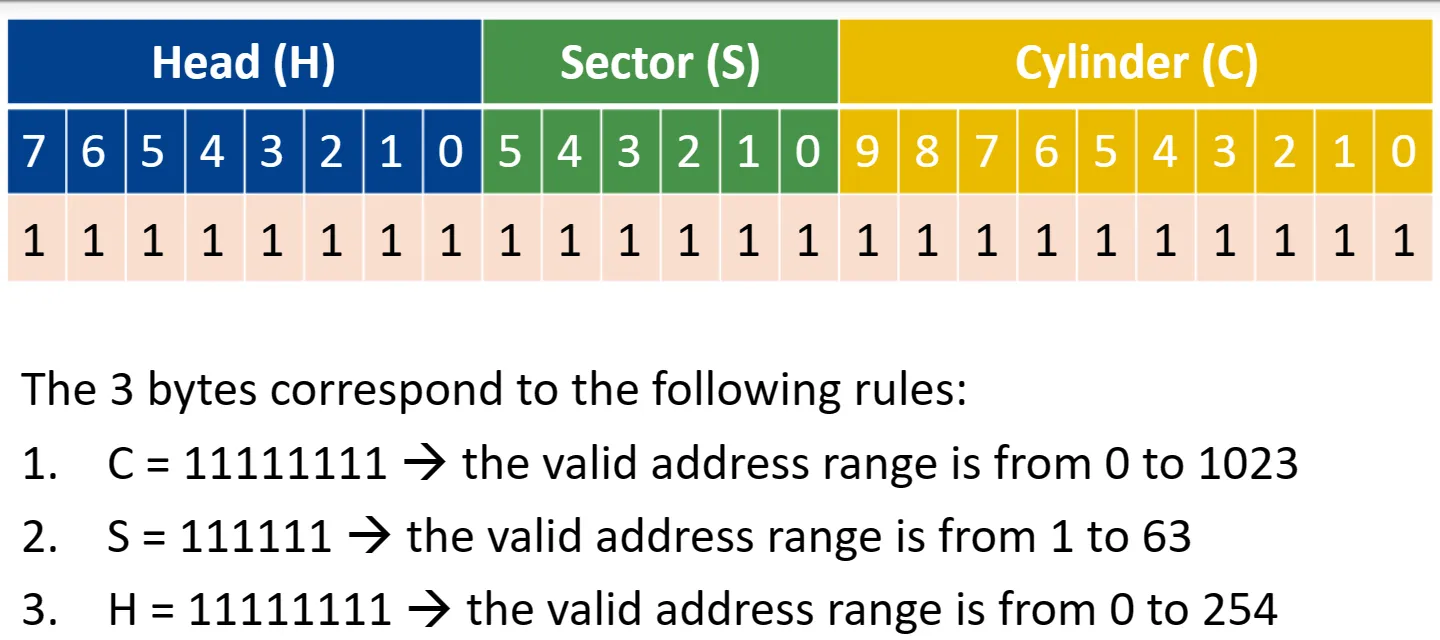 Head (H) Sector (S) Cylinder (C)
7 6 5 4 3 2 1 0 5 4 3 2 1 0 9 8 7 6 5 4 3 2 1 0
1 1 1 1 1 1 1 1 1 1 1 1 1 1 1 1 1 1 1 1 1 1 1 1
The 3 bytes correspond to the following rules:
1. C = 11111111 → the valid address range is from 0 to 1023
2. S = 111111 → the valid address range is from 1 to 63
3. H = 11111111 → the valid address range is from 0 to 254